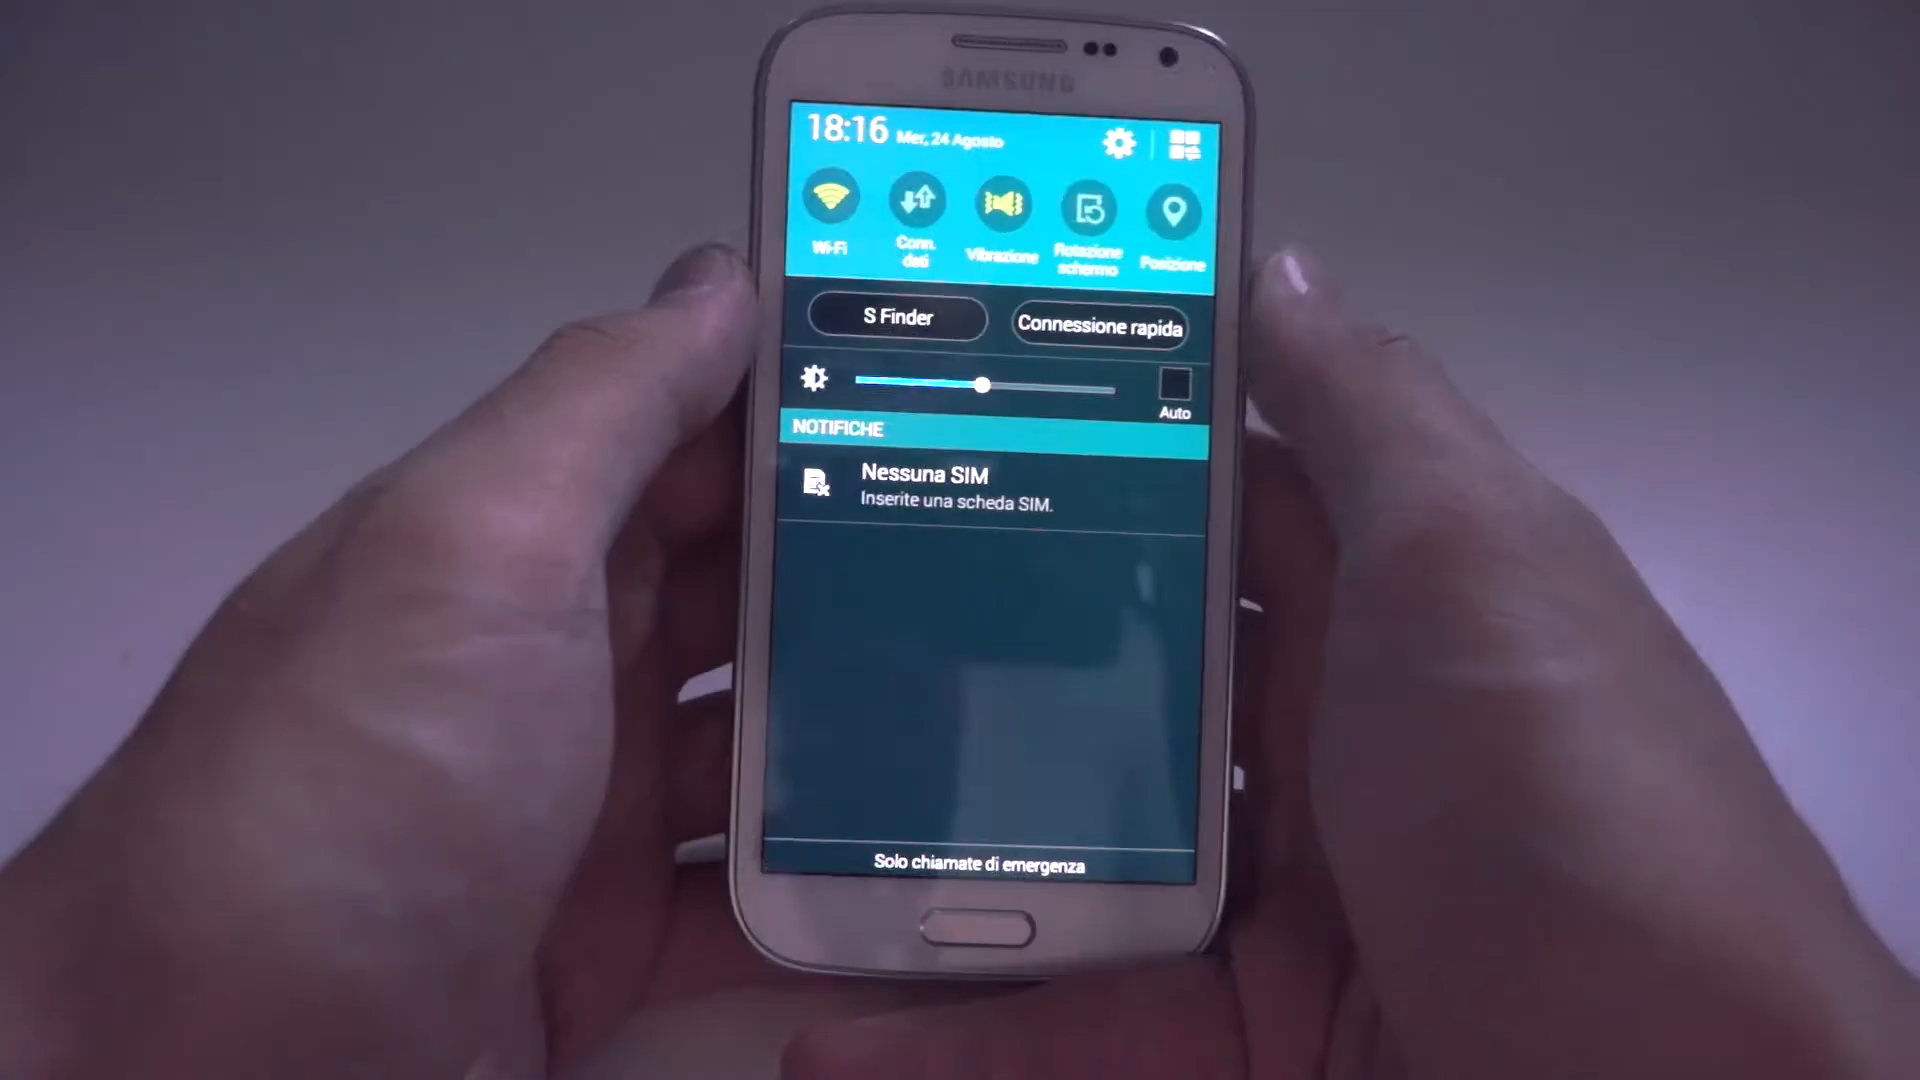 SAMSUNG
18:16 Mer, 24 Agosto
Wi-Fi
Conn.
dati
Vibrazione
Rotazione
schermo
Posizione
S Finder
Connessione rapida
Auto
NOTIFICHE
Nessuna SIM
Inserite una scheda SIM.
Solo chiamate di emergenza